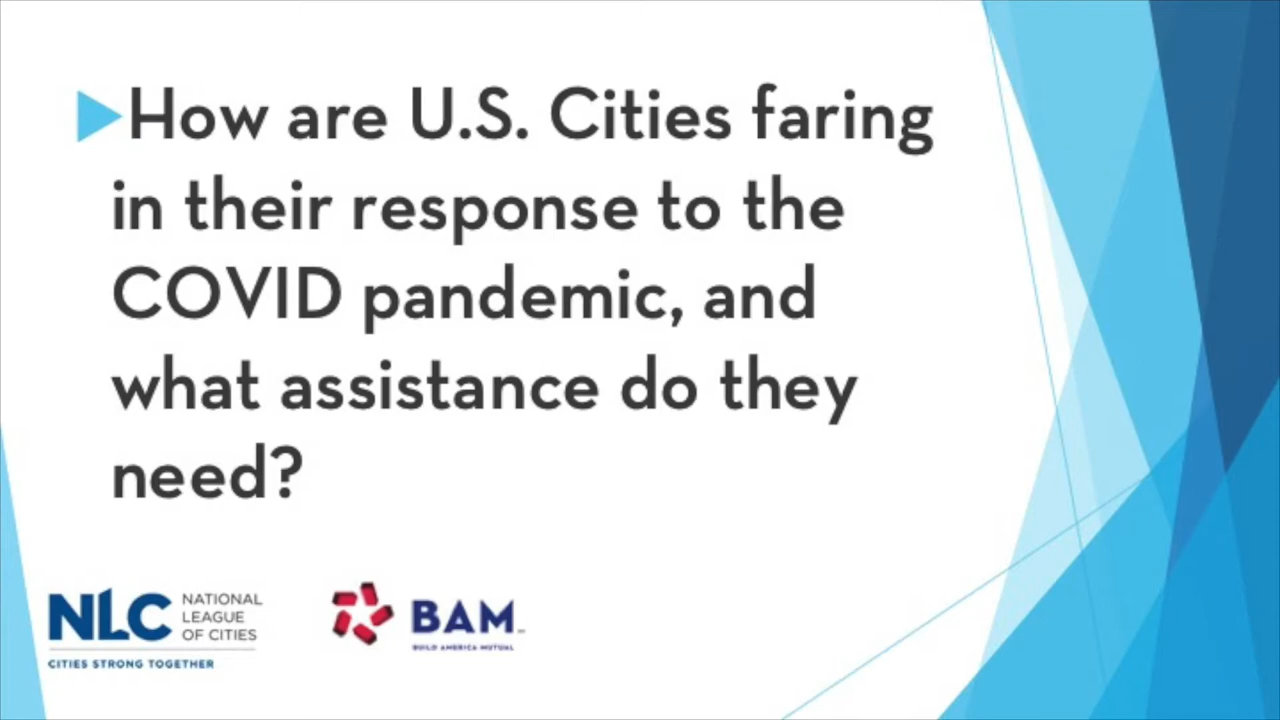 How are U.S. Cities faring
in their response to the
COVID pandemic, and
what assistance do they
need?
NLC
NATIONAL
LEAGUE
OF CITIES
CITIES STRONG TOGETHER
BAM
BUILD AMERICA MUTUAL